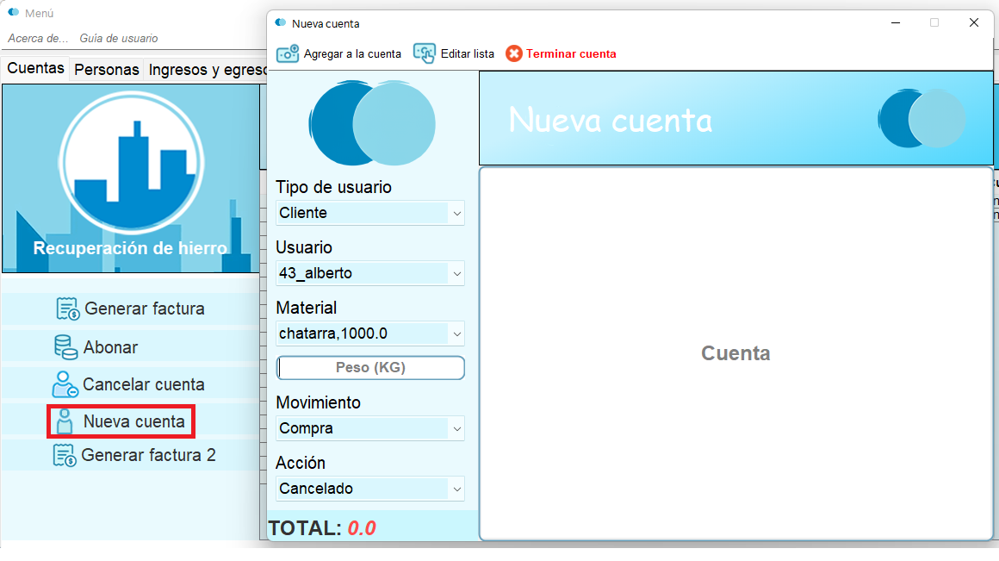 Menú
Acerca de... Guía de usuario
Cuentas Personas Ingresos y egreso
Recuperación de hierro
Generar factura
Abonar
Cancelar cuenta
Nueva cuenta
Generar factura 2
Nueva cuenta
Agregar a la cuenta Editar lista Terminar cuenta
Nueva cuenta
Tipo de usuario
Cliente
Usuario
43_alberto
Material
chatarra,1000.0
Peso (KG)
Movimiento
Compra
Acción
Cancelado
TOTAL: 0.0
Cuenta